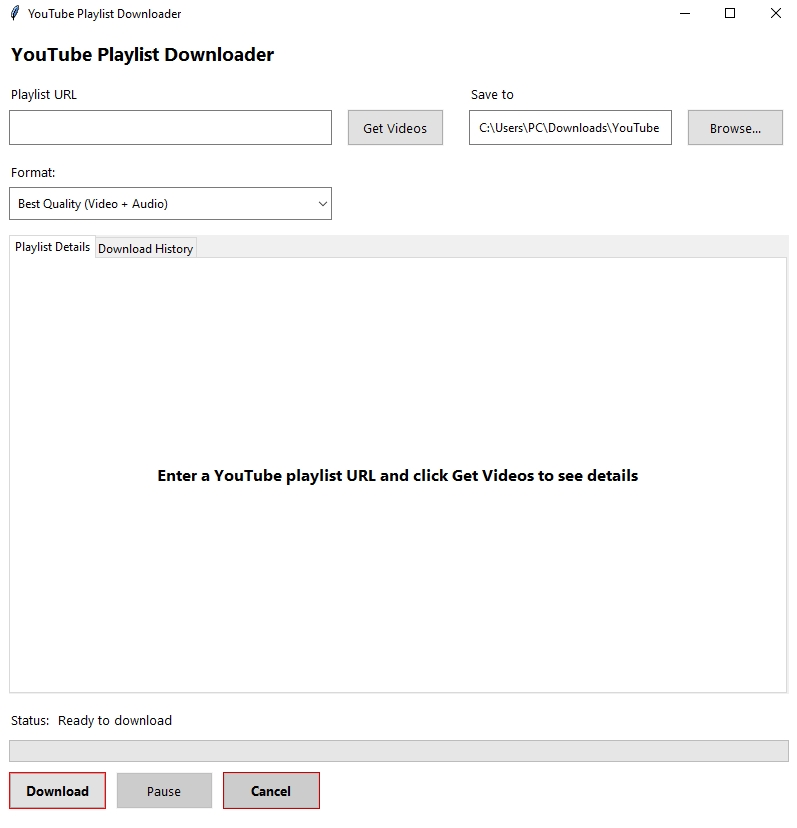 YouTube Playlist Downloader
YouTube Playlist Downloader
Playlist URL
Save to
Get Videos
C:\Users\PC\Downloads\YouTube
Browse...
Format:
Best Quality (Video + Audio)
Playlist Details
Download History
Enter a YouTube playlist URL and click Get Videos to see details
Status: Ready to download
Download
Pause
Cancel